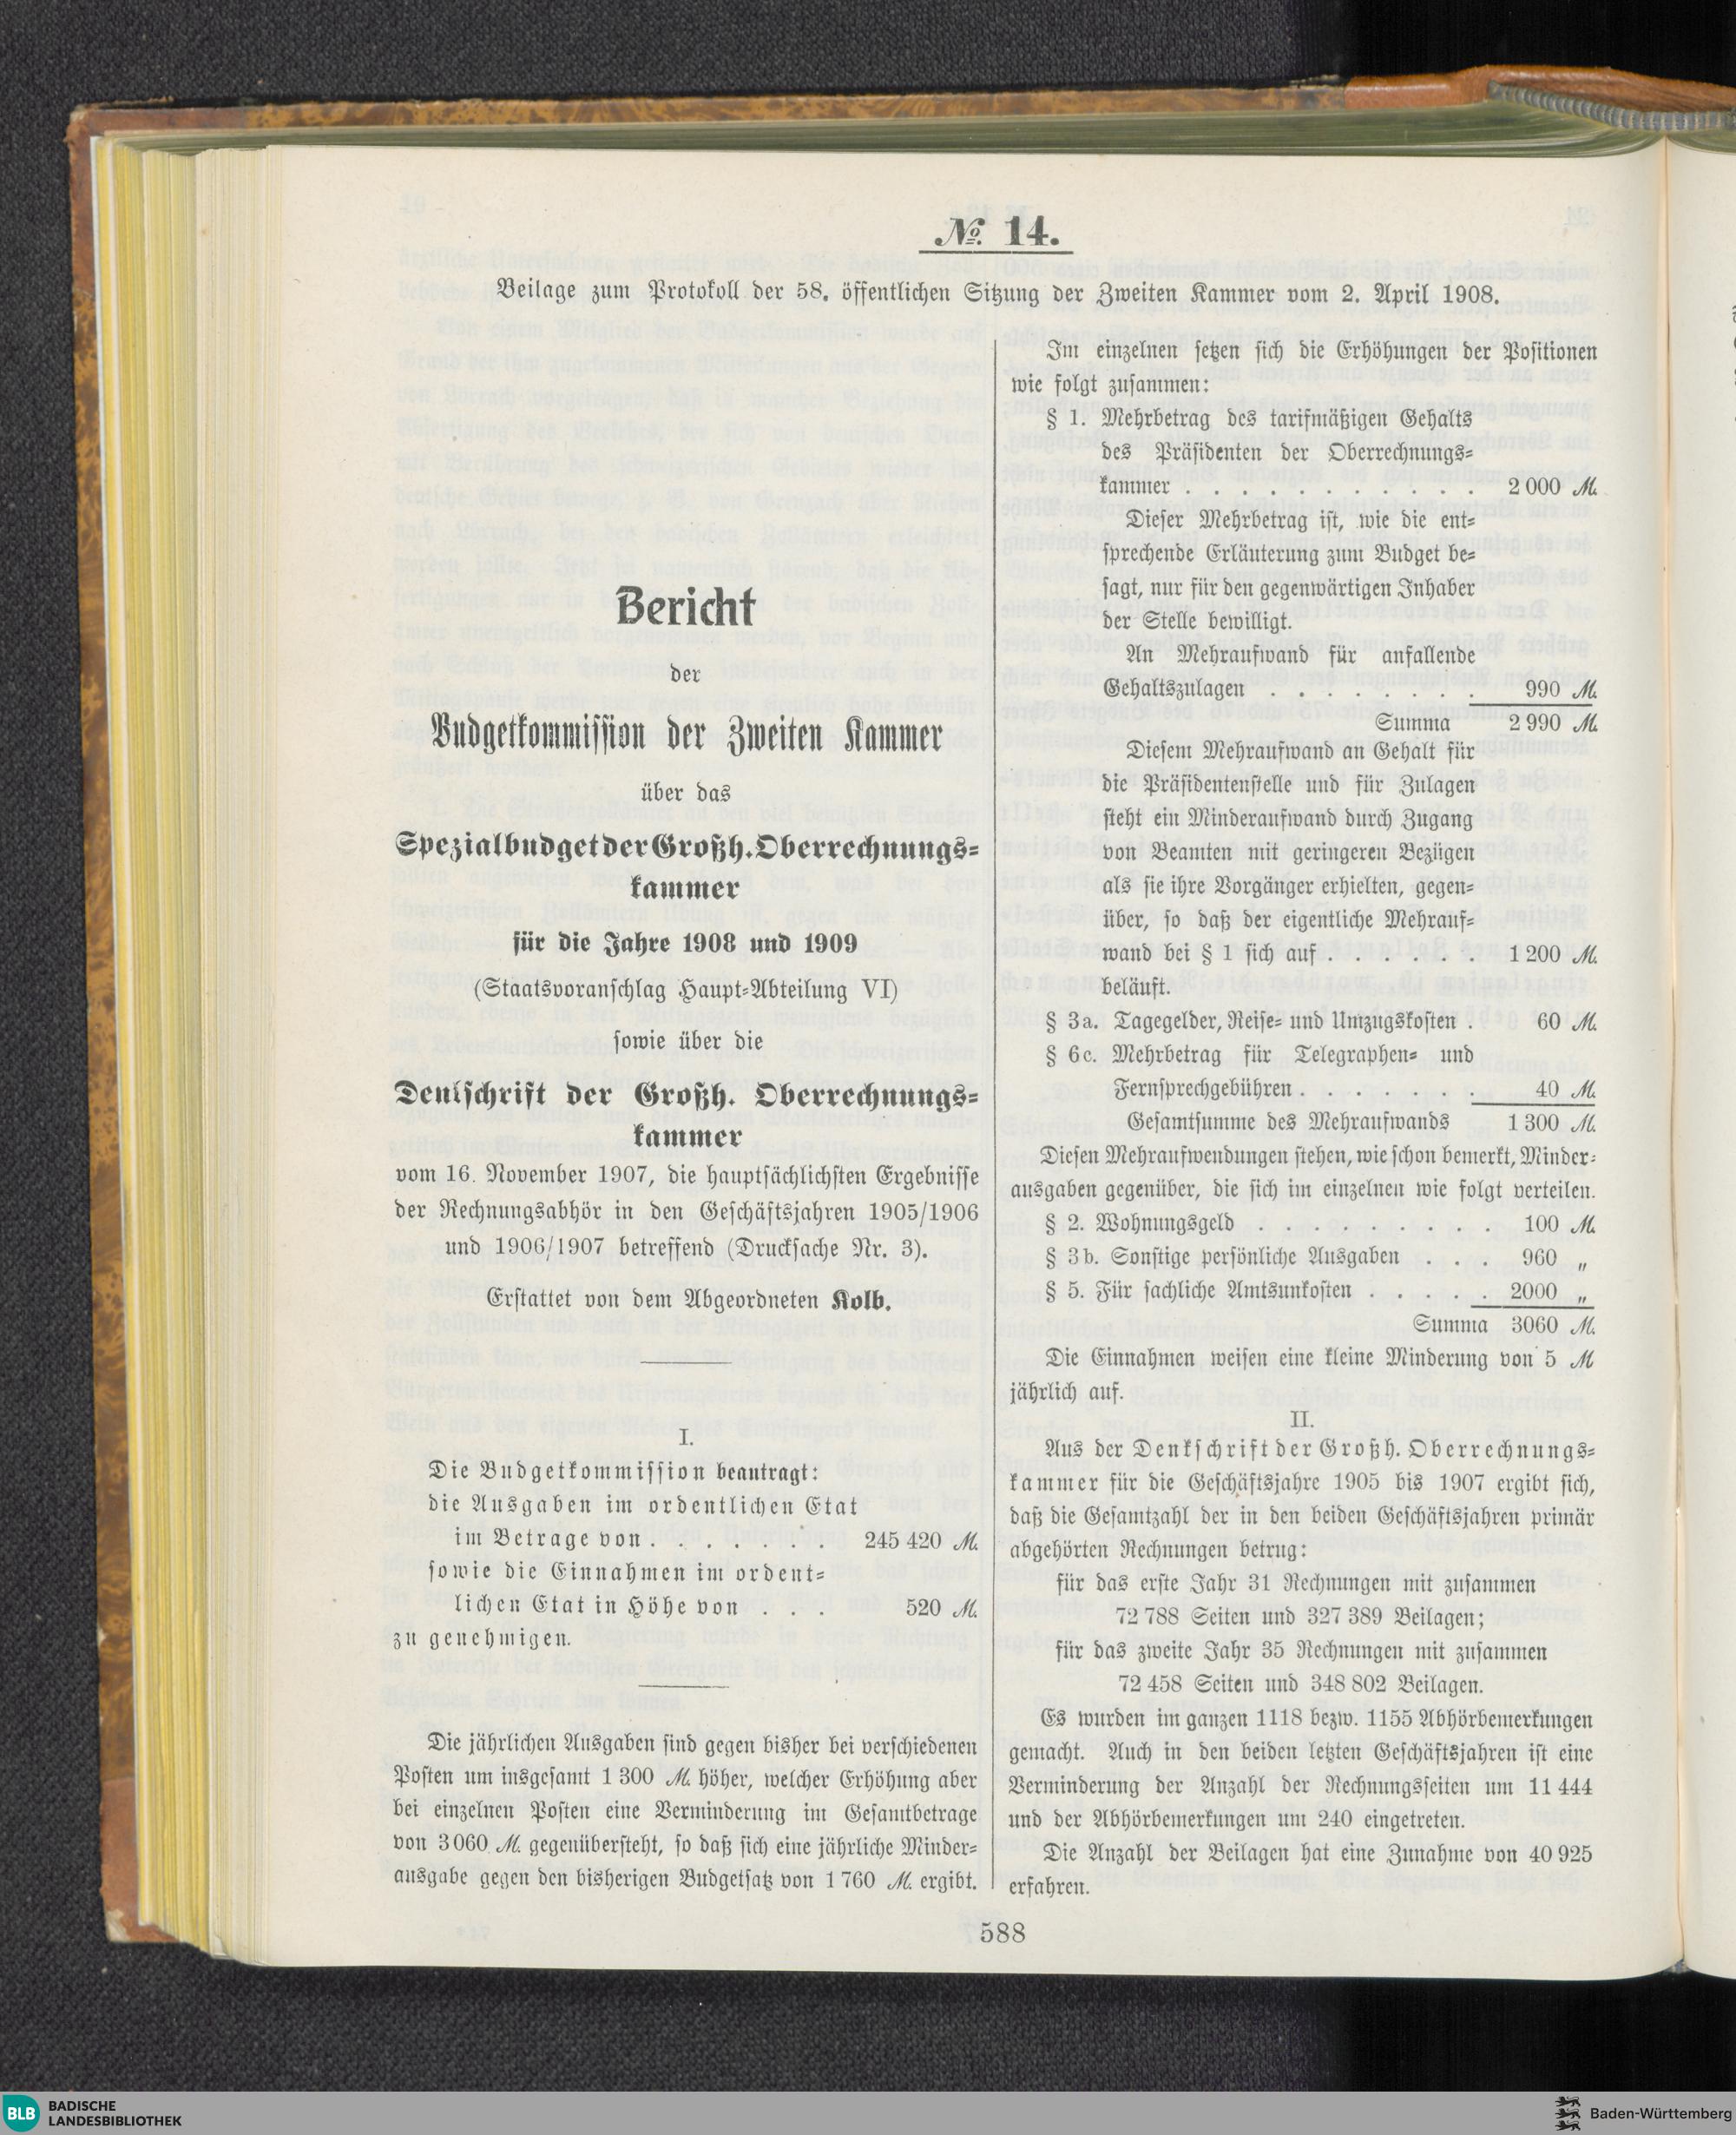 № 14.
Beilage zum Protokoll der 58. öffentlichen Sitzung der Zweiten Kammer vom 2. April 1908.
Bericht
der
Budgetkommission der Zweiten Kammer
über das
Spezialbudget der Großh. Oberrechnungs-
kammer
für die Jahre 1908 und 1909
(Staatsvoranschlag Haupt-Abteilung VI)
sowie über die
Denkschrift der Großh. Oberrechnungs-
kammer
vom 16. November 1907, die hauptsächlichsten Ergebnisse
der Rechnungsabhör in den Geschäftsjahren 1905/1906
und 1906/1907 betreffend (Drucksache Nr. 3).
Erstattet von dem Abgeordneten Kolb.
I.
Die Budgetkommission beantragt:
die Ausgaben im ordentlichen Etat
im Betrage von . . . . . . . 245 420 M.
sowie die Einnahmen im ordent-
lichen Etat in Höhe von . . . 520 M.
zu genehmigen.
Die jährlichen Ausgaben sind gegen bisher bei verschiedenen
Posten um insgesamt 1 300 M. höher, welcher Erhöhung aber
bei einzelnen Posten eine Verminderung im Gesamtbetrage
von 3 060 M. gegenübersteht, so daß sich eine jährliche Minder-
ausgabe gegen den bisherigen Budgetsatz von 1 760 M. ergibt.
Im einzelnen setzen sich die Erhöhungen der Positionen
wie folgt zusammen:
§ 1. Mehrbetrag des tarifmäßigen Gehalts
des Präsidenten der Oberrechnungs-
kammer . . . . . . . . . . . 2 000 M.
Dieser Mehrbetrag ist, wie die ent-
sprechende Erläuterung zum Budget be-
sagt, nur für den gegenwärtigen Inhaber
der Stelle bewilligt.
An Mehraufwand für anfallende
Gehaltszulagen . . . . . . . . 990 M.
Summa 2 990 M.
Diesem Mehraufwand an Gehalt für
die Präsidentenstelle und für Zulagen
steht ein Minderaufwand durch Zugang
von Beamten mit geringeren Bezügen
als sie ihre Vorgänger erhielten, gegen-
über, so daß der eigentliche Mehrauf-
wand bei § 1 sich auf . . . . . . 1 200 M.
beläuft.
§ 3a. Tagegelder, Reise- und Umzugskosten . 60 M.
§ 6c. Mehrbetrag für Telegraphen- und
Fernsprechgebühren . . . . . . . 40 M.
Gesamtsumme des Mehraufwands 1 300 M.
Diesen Mehraufwendungen stehen, wie schon bemerkt, Minder-
ausgaben gegenüber, die sich im einzelnen wie folgt verteilen.
§ 2. Wohnungsgeld . . . . . . . . . 100 M.
§ 3b. Sonstige persönliche Ausgaben . . . 960 „
§ 5. Für sachliche Amtsunkosten . . . . . 2000 „
Summa 3060 M.
Die Einnahmen weisen eine kleine Minderung von 5 M
jährlich auf.
II.
Aus der Denkschrift der Großh. Oberrechnungs-
kammer für die Geschäftsjahre 1905 bis 1907 ergibt sich,
daß die Gesamtzahl der in den beiden Geschäftsjahren primär
abgehörten Rechnungen betrug:
für das erste Jahr 31 Rechnungen mit zusammen
72 788 Seiten und 327 389 Beilagen;
für das zweite Jahr 35 Rechnungen mit zusammen
72 458 Seiten und 348 802 Beilagen.
Es wurden im ganzen 1118 bezw. 1155 Abhörbemerkungen
gemacht. Auch in den beiden letzten Geschäftsjahren ist eine
Verminderung der Anzahl der Rechnungsseiten um 11 444
und der Abhörbemerkungen um 240 eingetreten.
Die Anzahl der Beilagen hat eine Zunahme von 40 925
erfahren.
588
BLB BADISCHE
LANDESBIBLIOTHEK
Baden-Württemberg